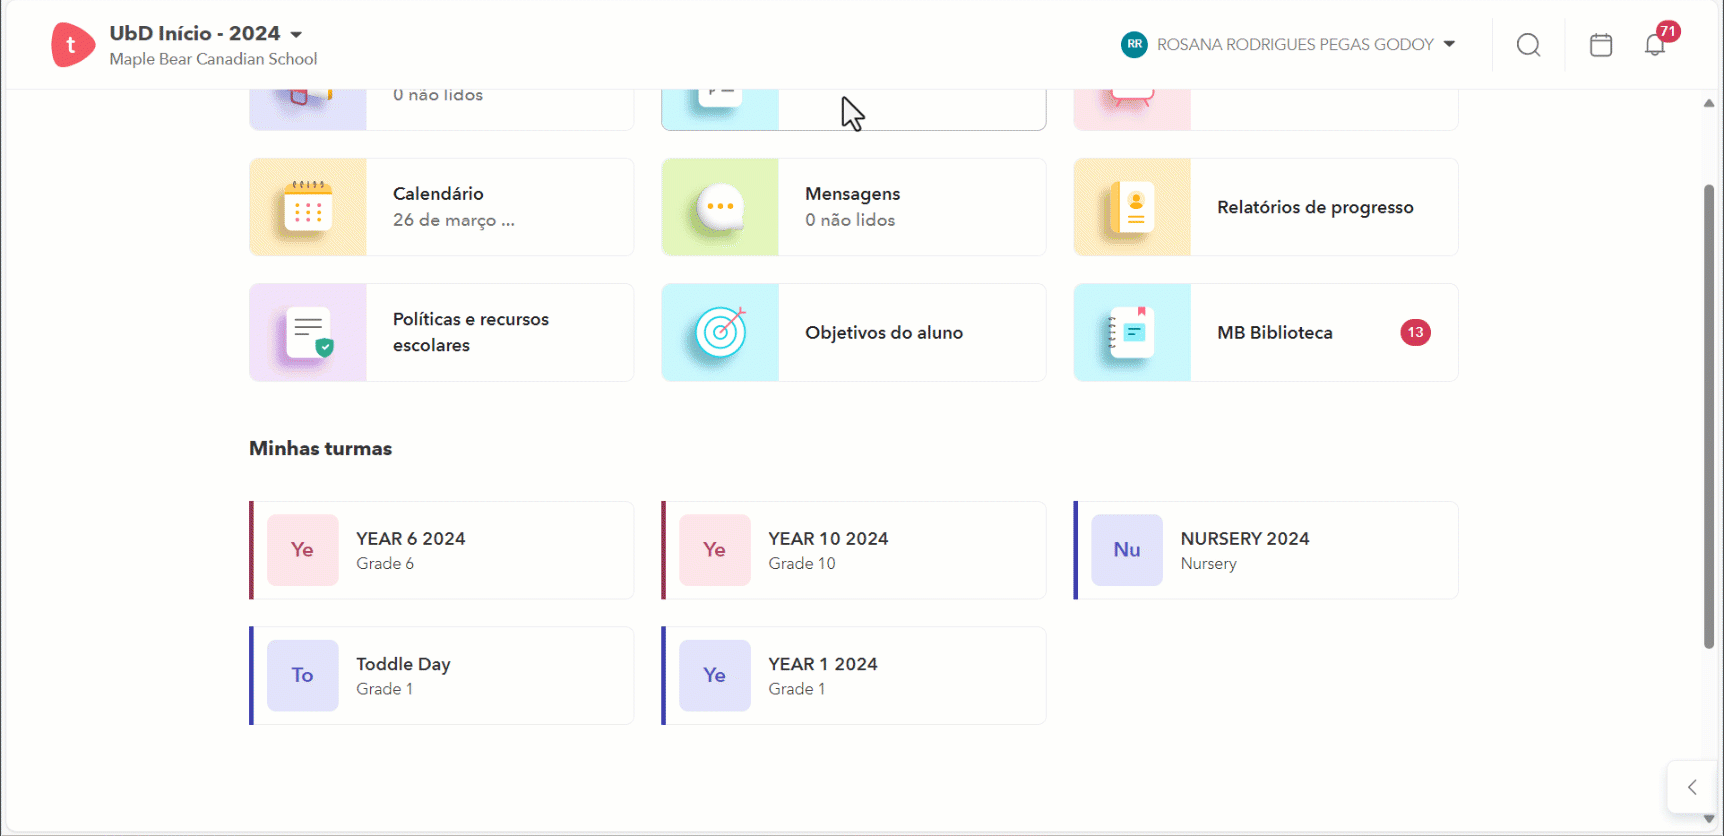 t
UbD Início - 2024
Maple Bear Canadian School
RR ROSANA RODRIGUES PEGAS GODOY
71
0 não lidos
Calendário
26 de março ...
Mensagens
0 não lidos
Relatórios de progresso
Políticas e recursos
escolares
Objetivos do aluno
MB Biblioteca
13
Minhas turmas
Ye
YEAR 6 2024
Grade 6
Ye
YEAR 10 2024
Grade 10
Nu
NURSERY 2024
Nursery
To
Toddle Day
Grade 1
Ye
YEAR 1 2024
Grade 1